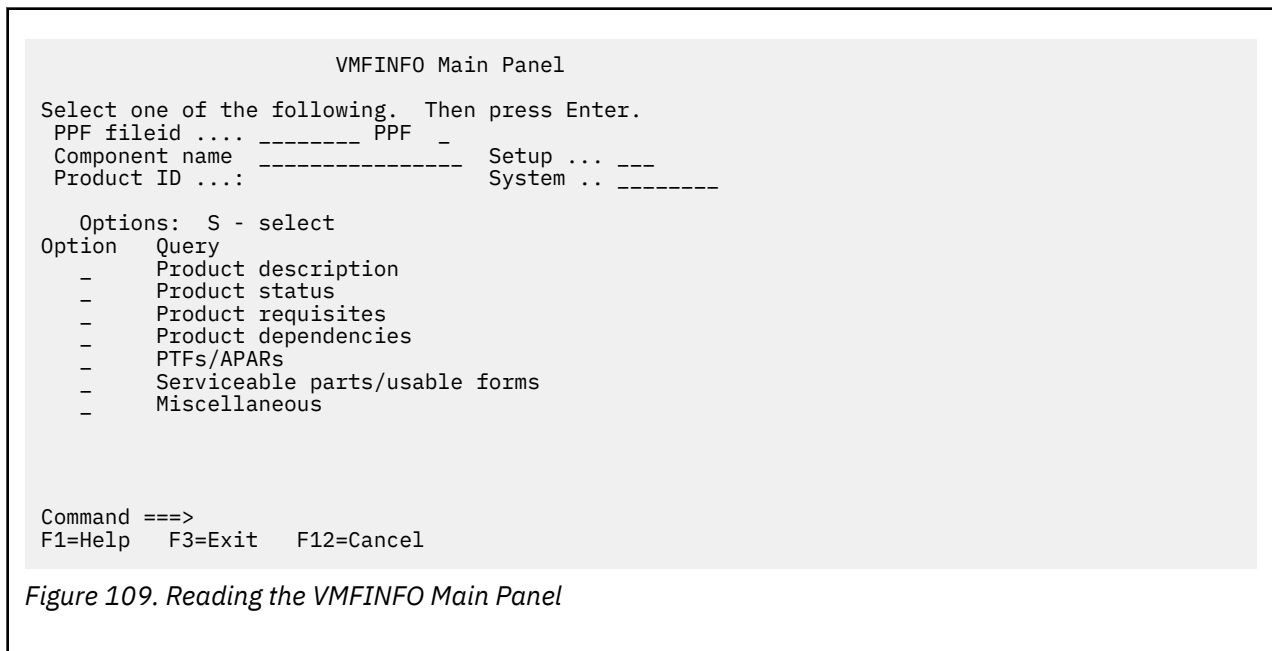 VMFINFO Main Panel
Select one of the following.  Then press Enter.
PPF fileid .... ________ PPF  _
Component name  ________________  Setup ... ___
Product ID ...:                   System .. ________
Options:  S - select
Option   Query
_     Product description
_     Product status
_     Product requisites
_     Product dependencies
_     PTFs/APARs
_     Serviceable parts/usable forms
_     Miscellaneous
Command ===>
F1=Help   F3=Exit   F12=Cancel
Figure 109. Reading the VMFINFO Main Panel